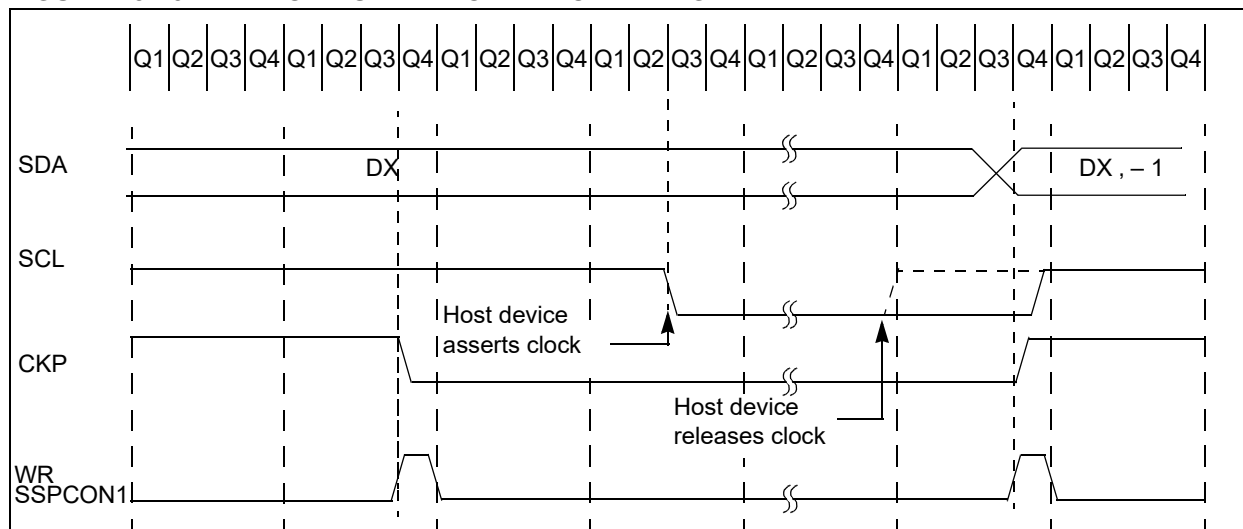 Q1 Q2 Q3 Q4 Q1 Q2 Q3 Q4 Q1 Q2 Q3 Q4 Q1 Q2 Q3 Q4 Q1 Q2 Q3 Q4 Q1 Q2 Q3 Q4 Q1 Q2 Q3 Q4
SDA
DX
DX , – 1
SCL
Host device
asserts clock
CKP
Host device
releases clock
WR
SSPCON1